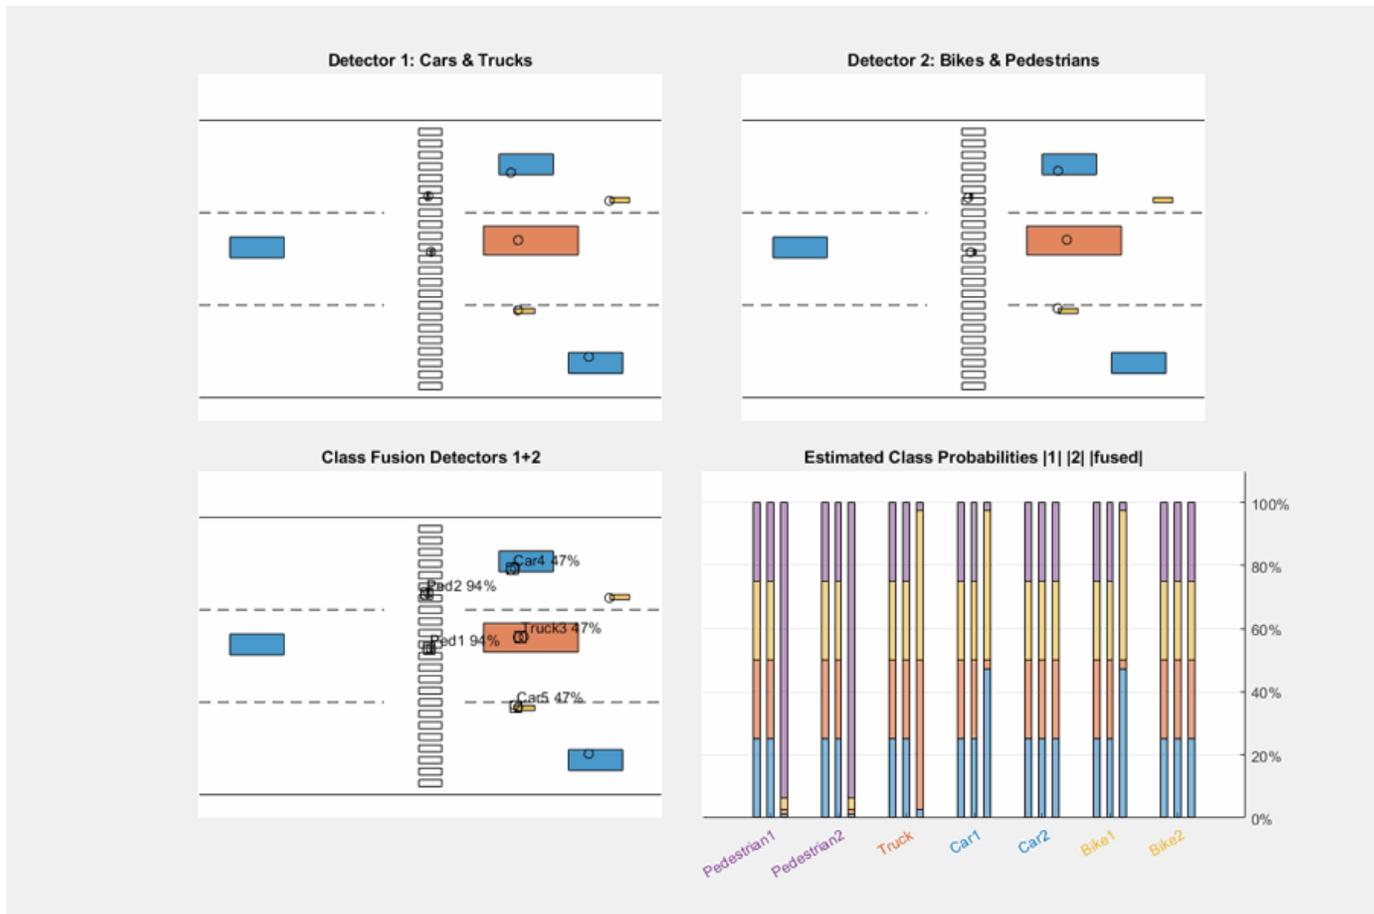 Detector 1: Cars & Trucks
Detector 2: Bikes & Pedestrians
Class Fusion Detectors 1+2
Car4 47%
Ped2 94%
Truck3 47%
Ped1 94%
Car5 47%
Estimated Class Probabilities |1| |2| |fused|
100%
80%
60%
40%
20%
0%
Pedestrian1
Pedestrian2
Truck
Car1
Car2
Bike1
Bike2